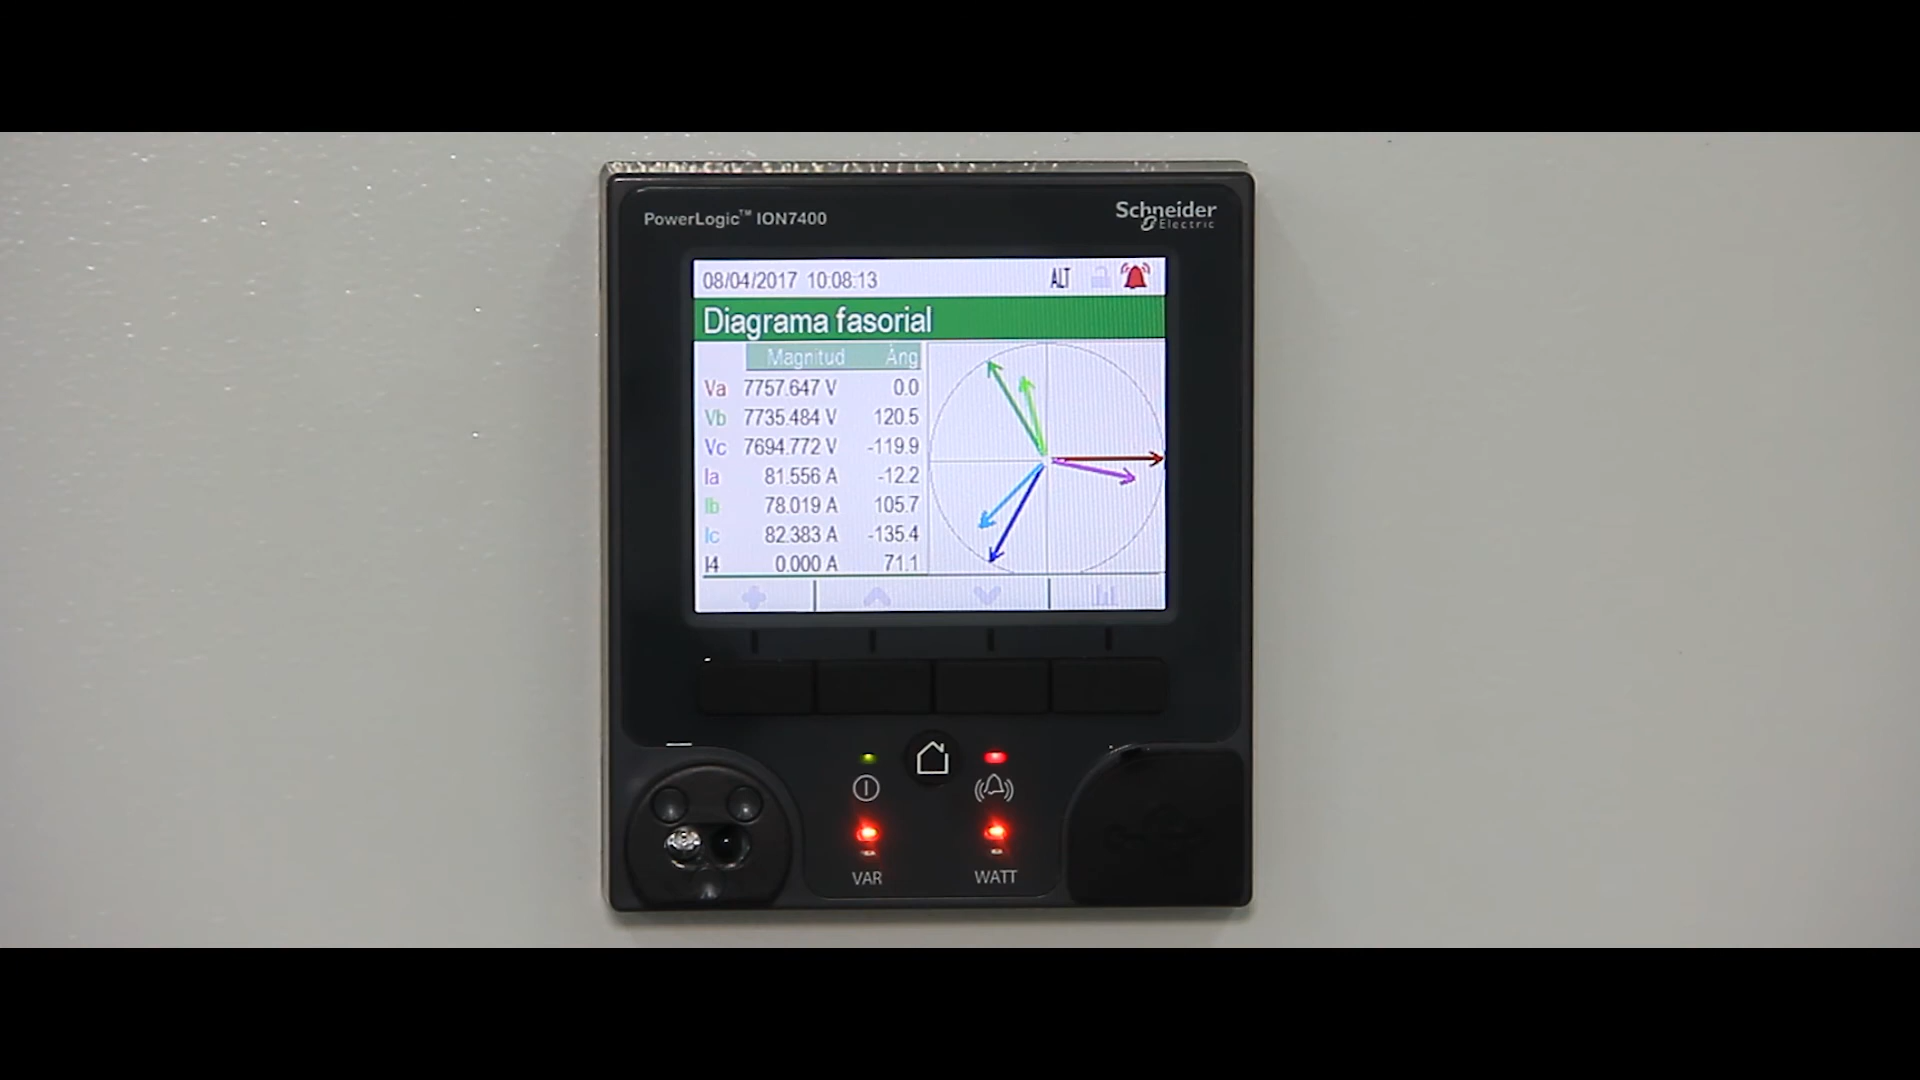 PowerLogic™ ION7400
Schneider
Electric
08/04/2017 10:08:13 ALT
Diagrama fasorial
Magnitud Áng
Va 7757.647 V 0.0
Vb 7735.484 V 120.5
Vc 7694.772 V -119.9
Ia 81.556 A -12.2
Ib 78.019 A 105.7
Ic 82.383 A -135.4
I4 0.000 A 71.1
VAR WATT